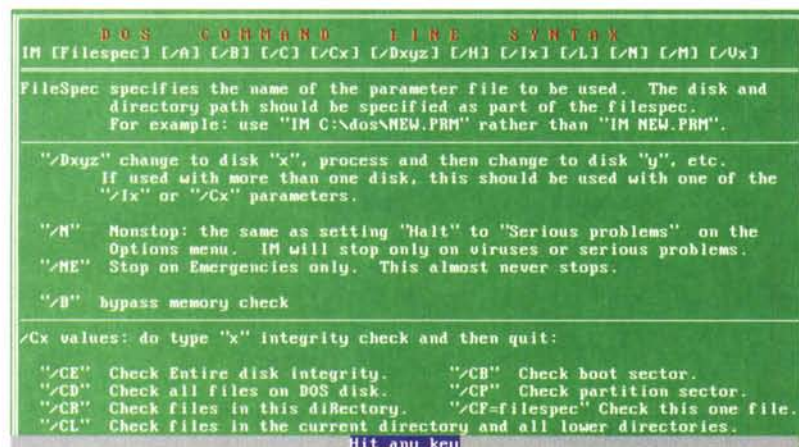 DOS COMMAND LINE SYNTAX
IM [Filespec] [/A] [/B] [/C] [/Cx] [/Dxyz] [/H] [/Ix] [/L] [/N] [/M] [/Vx]
FileSpec specifies the name of the parameter file to be used. The disk and
directory path should be specified as part of the filespec.
For example: use "IM C:\dos\NEW.PRM" rather than "IM NEW.PRM".
"/Dxyz" change to disk "x", process and then change to disk "y", etc.
If used with more than one disk, this should be used with one of the
"/Ix" or "/Cx" parameters.
"/N" Nonstop: the same as setting "Halt" to "Serious problems" on the
Options menu. IM will stop only on viruses or serious problems.
"/NE" Stop on Emergencies only. This almost never stops.
"/B" bypass memory check
/Cx values: do type "x" integrity check and then quit:
"/CE" Check Entire disk integrity. "/CB" Check boot sector.
"/CD" Check all files on DOS disk. "/CP" Check partition sector.
"/CR" Check files in this diRectory. "/CF=filespec" Check this one file.
"/CL" Check files in the current directory and all lower directories.
Hit any key